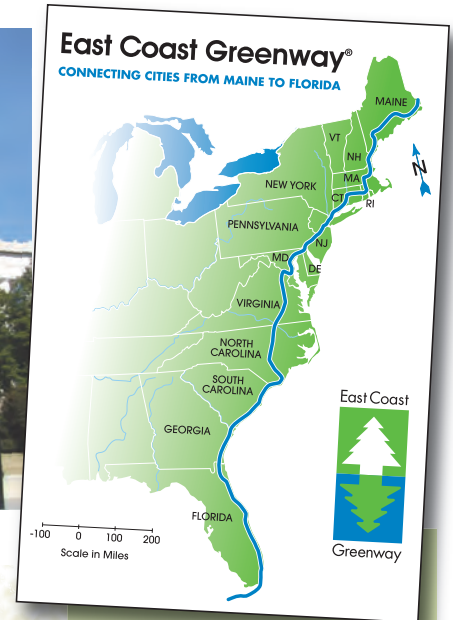 East Coast Greenway®
CONNECTING CITIES FROM MAINE TO FLORIDA
MAINE
VT
NH
N
MA
NEW YORK
CT
RI
PENNSYLVANIA
NJ
MD
DE
VIRGINIA
NORTH
CAROLINA
SOUTH
CAROLINA
East Coast
GEORGIA
FLORIDA
-100 0 100 200
Scale in Miles
Greenway